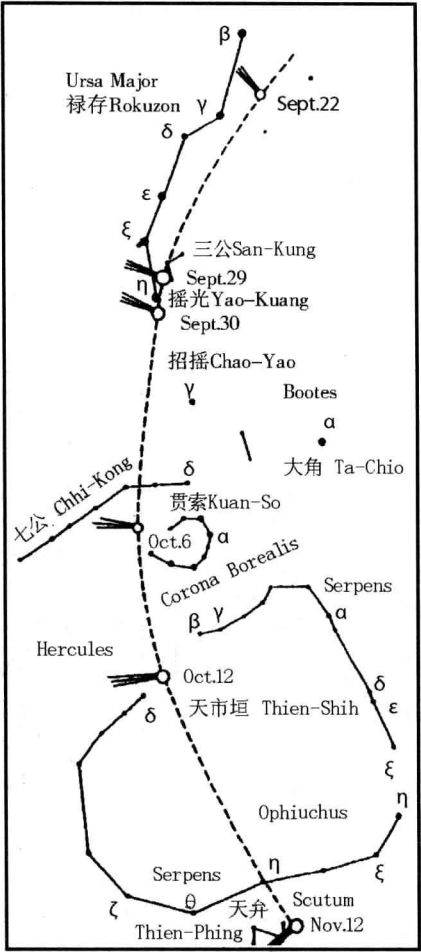 β
Ursa Major
禄存Rokuzon
γ
Sept.22
δ
ε
ξ
三公San-Kung
Sept.29
η
摇光Yao-Kuang
Sept.30
招摇Chao-Yao
γ
Bootes
α
大角 Ta-Chio
七公 Chhi-Kong
δ
贯索Kuan-So
Oct.6
α
Corona Borealis
Serpens
β
γ
α
Hercules
Oct.12
δ
天市垣 Thien-Shih
δ
ε
ξ
Ophiuchus
η
Serpens
η
ξ
ζ
θ
天弁
Scutum
Thien-Phing
Nov.12